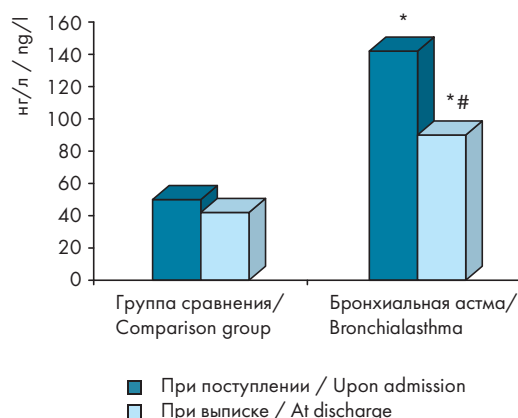 нг/л / ng/l
160
140
120
100
80
60
40
20
0
*
*#
Группа сравнения/
Comparison group
Бронхиальная астма/
Bronchialasthma
При поступлении / Upon admission
При выписке / At discharge